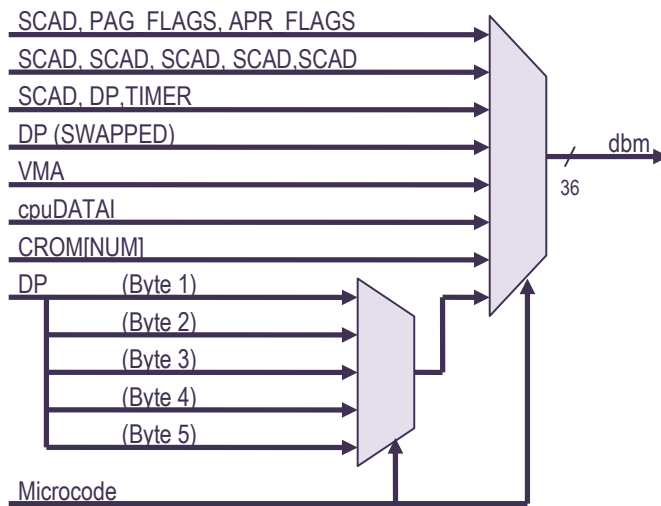 SCAD, PAG_FLAGS, APR_FLAGS
SCAD, SCAD, SCAD, SCAD,SCAD
SCAD, DP,TIMER
DP (SWAPPED)
VMA
cpuDATAI
CROM[NUM]
DP (Byte 1)
(Byte 2)
(Byte 3)
(Byte 4)
(Byte 5)
Microcode
dbm
36